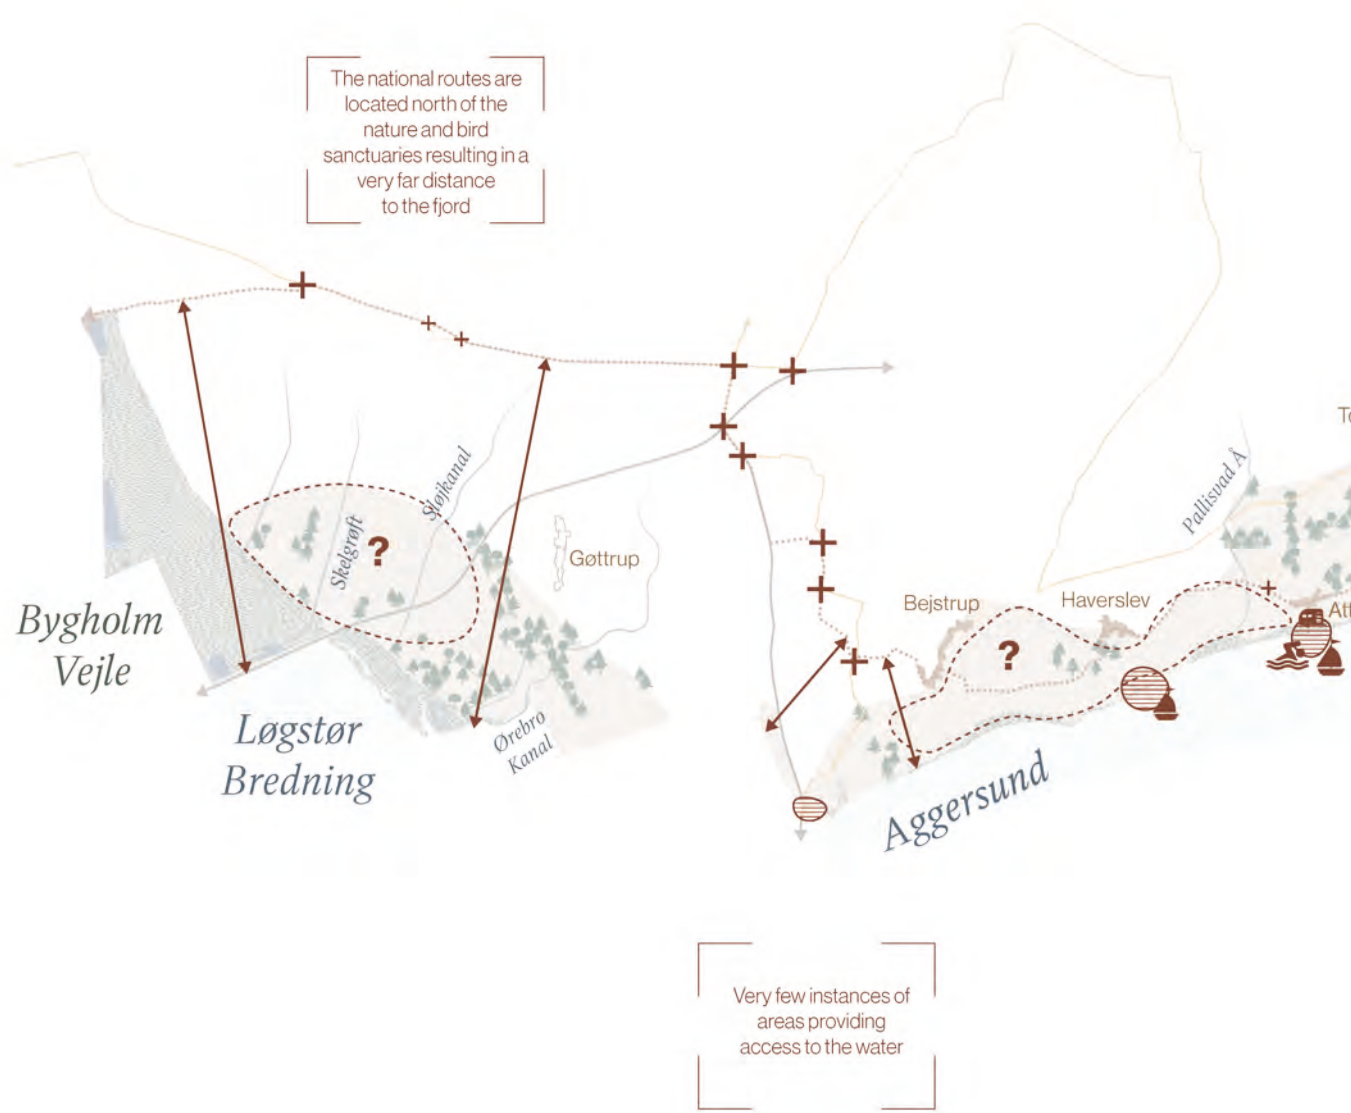 The national routes are
located north of the
nature and bird
sanctuaries resulting in a
very far distance
to the fjord
To
Pallisvad Å
Sløjkanal
Skelgrøft
?
Gøttrup
Bejstrup
Haverslev
Att
?
Bygholm
Vejle
Løgstør
Bredning
Ørebro
Kanal
Aggersund
Very few instances of
areas providing
access to the water